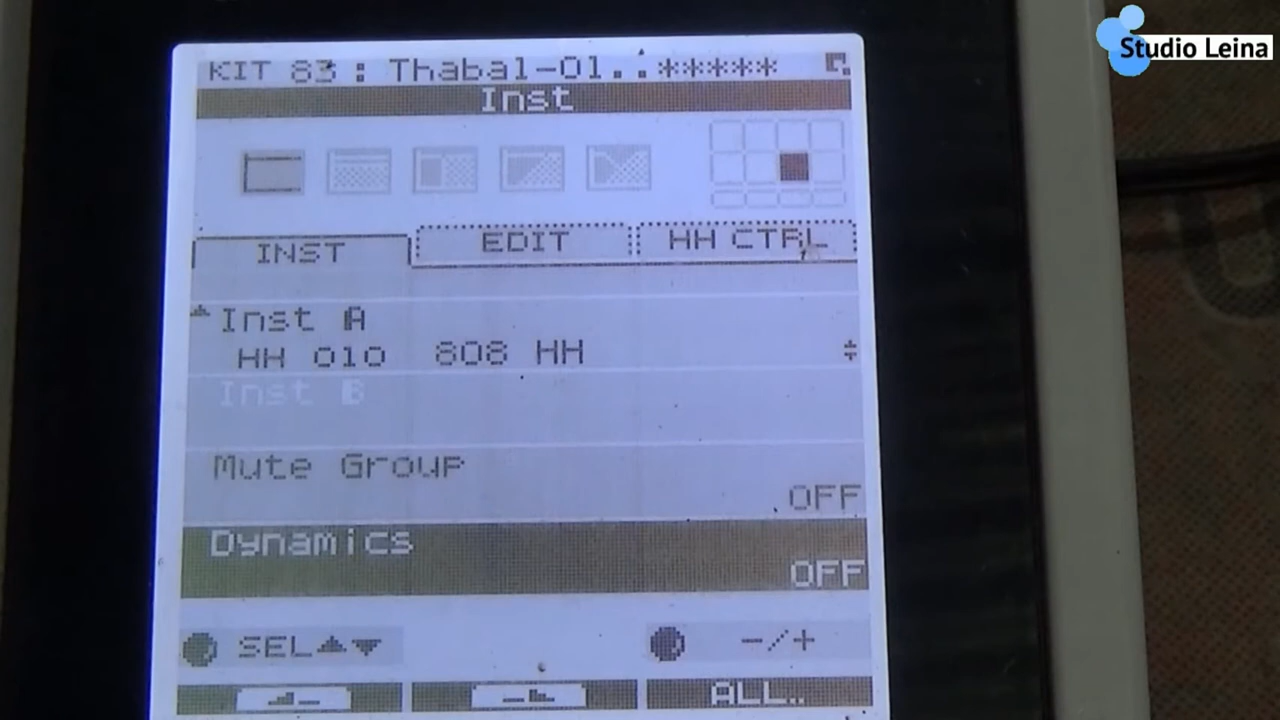 Studio Leina
KIT 83 : Thabal-01..*****
Inst
INST EDIT HH CTRL
Inst A
HH 010 808 HH
Inst B
Mute Group
OFF
Dynamics
OFF
SEL▲▼ -/+
ALL..